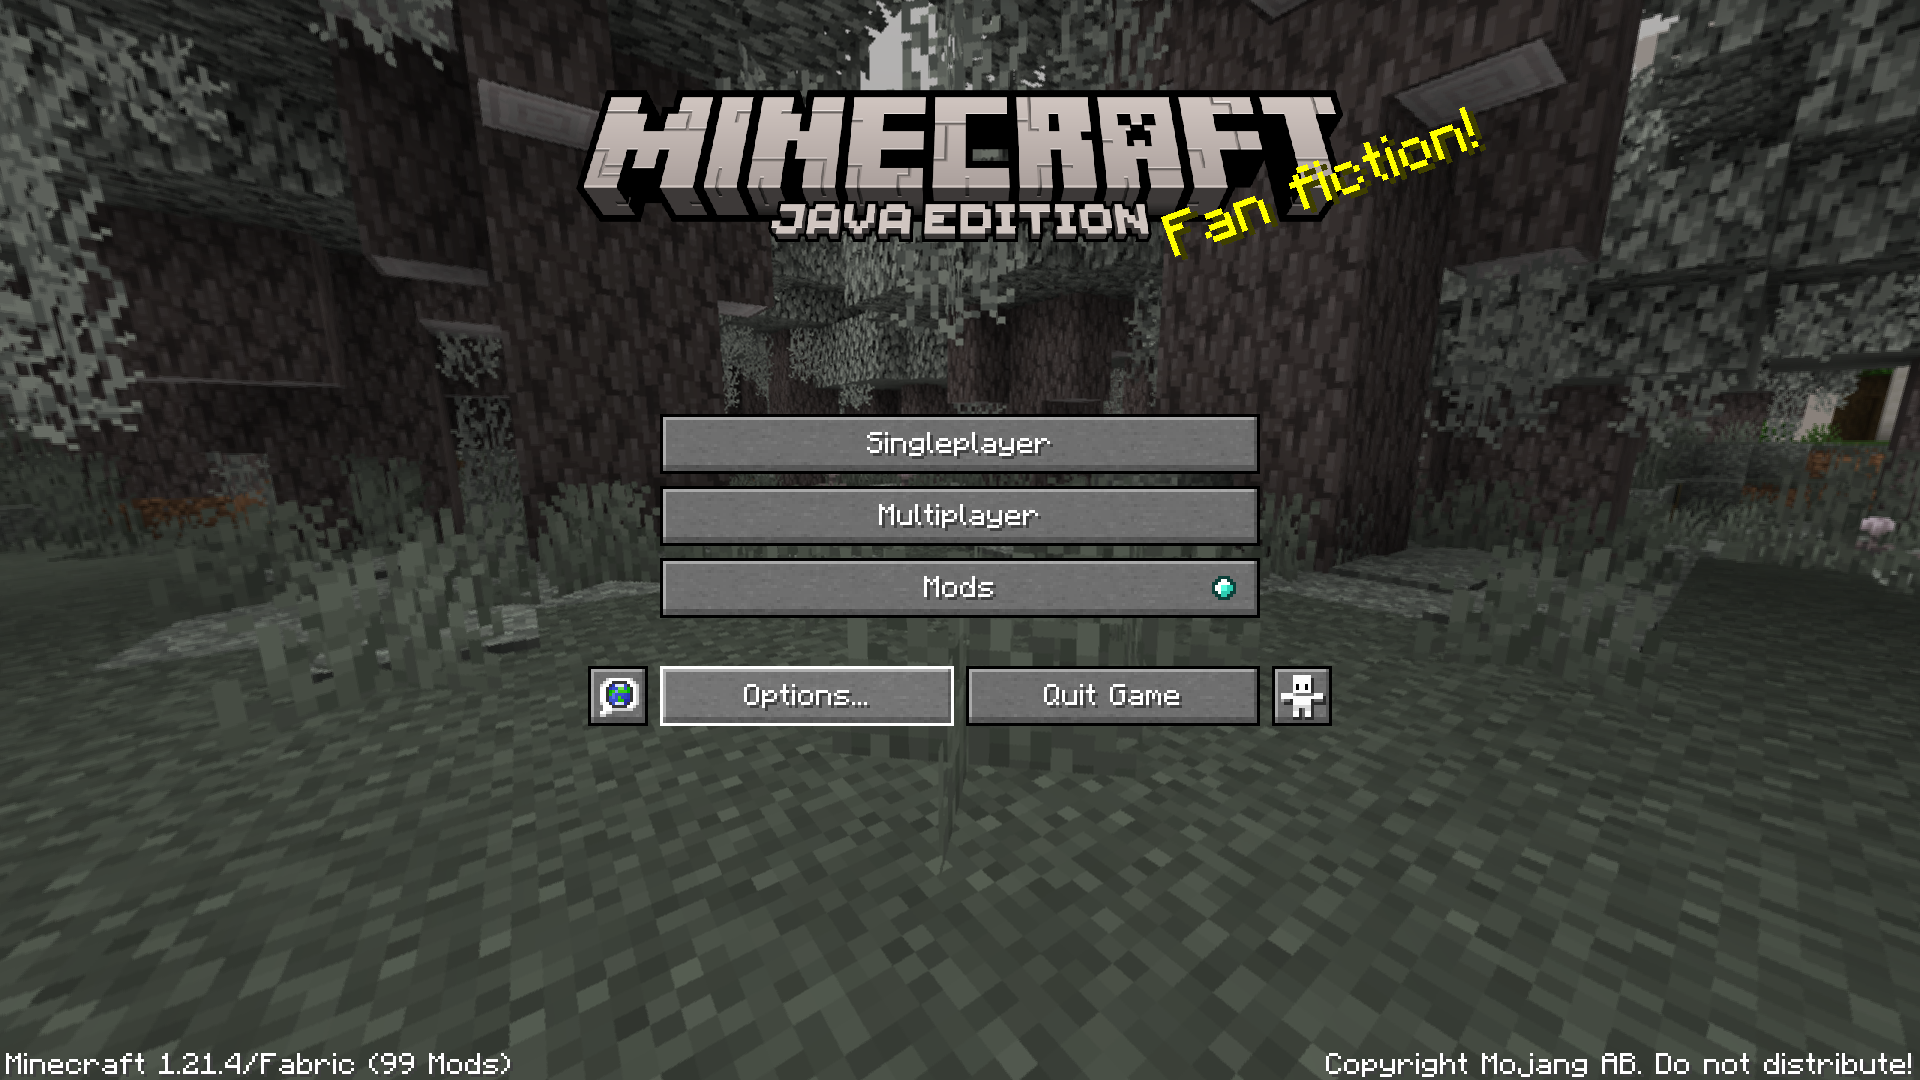 MINECRAFT
JAVA EDITION
Fan fiction!
Singleplayer
Multiplayer
Mods
Options...
Quit Game
Minecraft 1.21.4/Fabric (99 Mods)
Copyright Mojang AB. Do not distribute!